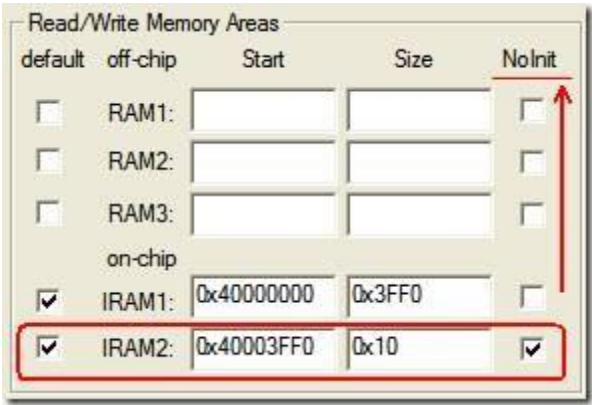 Read/Write Memory Areas
default off-chip Start Size NoInit
RAM1:
RAM2:
RAM3:
on-chip
IRAM1: 0x40000000 0x3FF0
IRAM2: 0x40003FF0 0x10